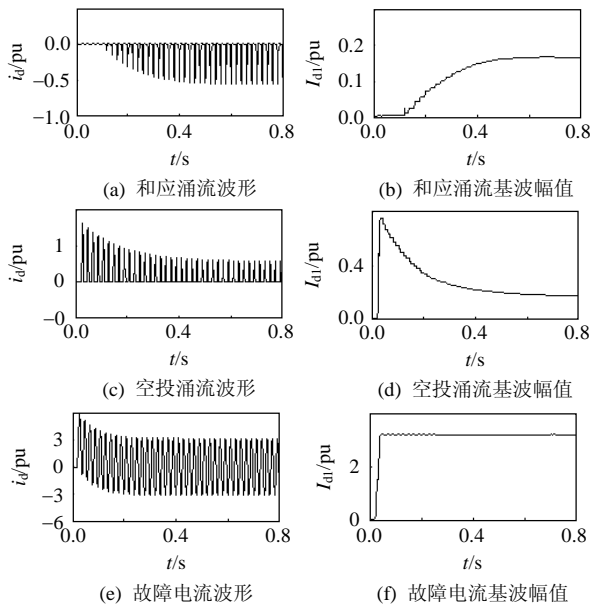 i_d/pu
0.0
−0.5
−1.0
0.0 0.4 0.8
t/s
(a) 和应涌流波形
I_d1/pu
0.2
0.1
0.0
0.0 0.4 0.8
t/s
(b) 和应涌流基波幅值
i_d/pu
1
0
−0
0.0 0.4 0.8
t/s
(c) 空投涌流波形
I_d1/pu
0.4
0.0
0.0 0.4 0.8
t/s
(d) 空投涌流基波幅值
i_d/pu
3
0
−3
−6
0.0 0.4 0.8
t/s
(e) 故障电流波形
I_d1/pu
2
0
0.0 0.4 0.8
t/s
(f) 故障电流基波幅值